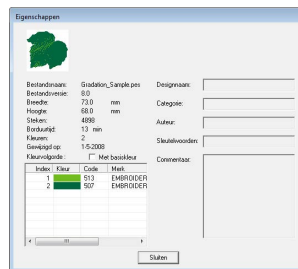 Eigenschappen
Bestandsnaam: Gradation_Sample.pes
Bestandsversie: 8.0
Breedte: 73.0 mm
Hoogte: 68.0 mm
Steken: 4898
Borduurtijd: 13 min
Kleuren: 2
Gewijzigd op: 1-5-2008
Kleurvolgorde: Met basiskleur
Index Kleur Code Merk
1 513 EMBROIDER
2 507 EMBROIDER
Designnaam:
Categorie:
Auteur:
Sleutelwoorden:
Commentaar:
Sluiten